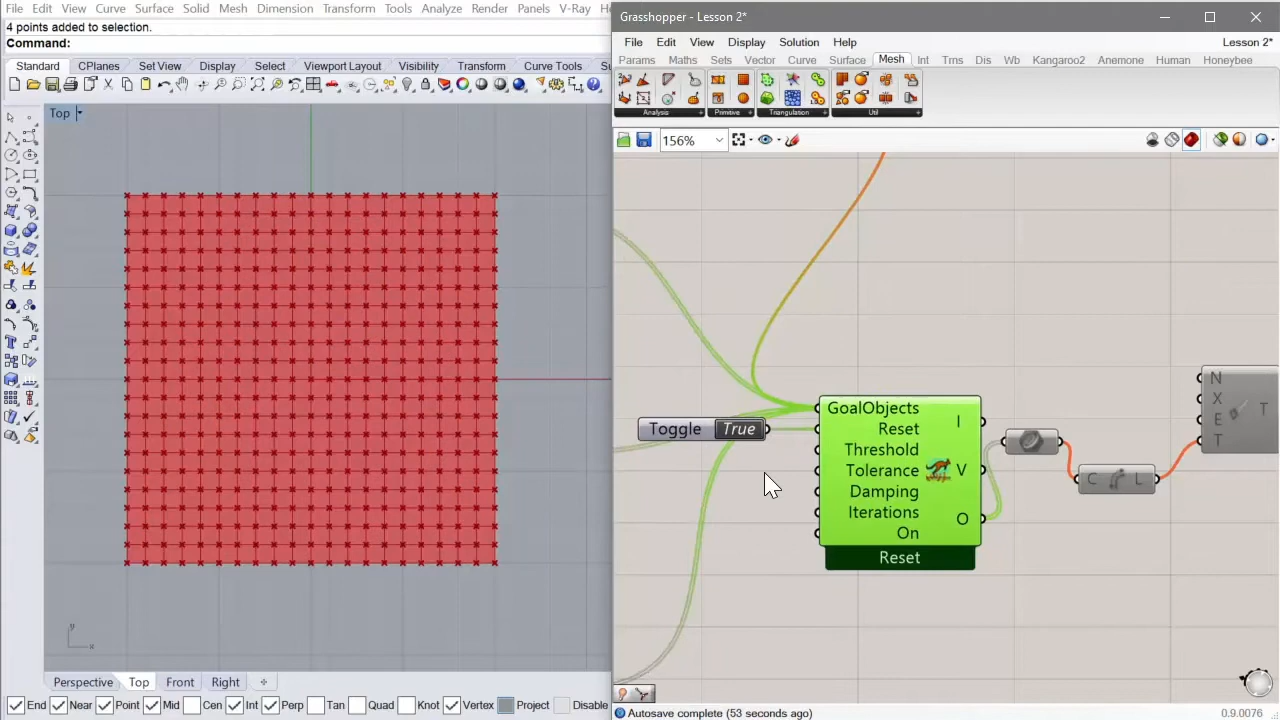 File Edit View Curve Surface Solid Mesh Dimension Transform Tools Analyze Render Panels V-Ray
4 points added to selection.
Command:
Standard CPlanes Set View Display Select Viewport Layout Visibility Transform Curve Tools
Top
Perspective Top Front Right
End Near Point Mid Cen Int Perp Tan Quad Knot Vertex Project Disable
y
x
Grasshopper - Lesson 2*
File Edit View Display Solution Help Lesson 2*
Params Maths Sets Vector Curve Surface Mesh Int Trns Dis Wb Kangaroo2 Anemone Human Honeybee
Analysis Primitive Triangulation Util
156%
Toggle True
GoalObjects
Reset
Threshold
Tolerance
Damping
Iterations
On
I
V
O
Reset
C L
N
X
E
T
T
Autosave complete (53 seconds ago) 0.9.0076